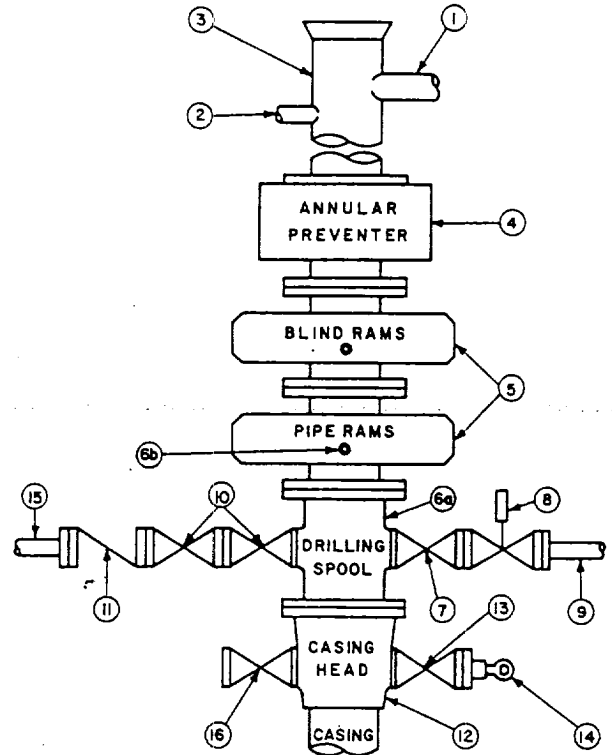 1
3
2
ANNULAR
PREVENTER
4
BLIND RAMS
5
PIPE RAMS
6b
15
10
6a
8
DRILLING
SPOOL
11
7
13
9
CASING
HEAD
16
12
14
CASING